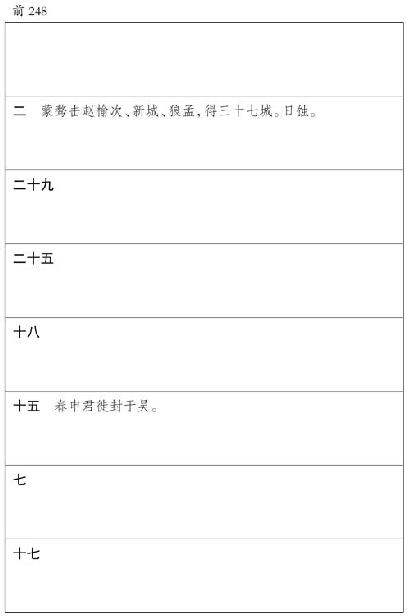 前 248
二 蒙骜击赵榆次、新城、狼孟，得三十七城。日蚀。
二十九
二十五
十八
十五 春申君徙封于吴。
七
十七